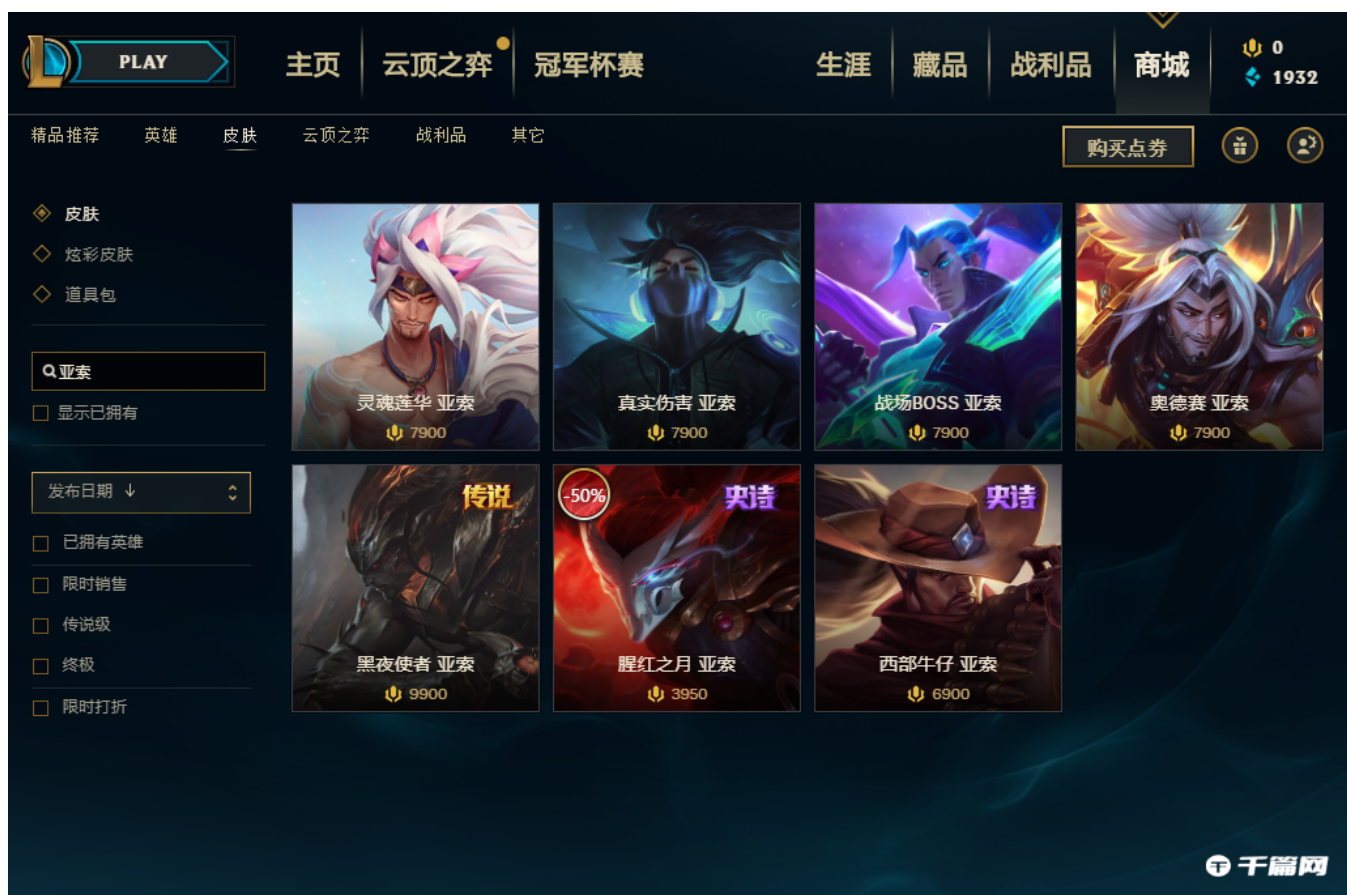 PLAY
主页
云顶之弈
冠军杯赛
生涯
藏品
战利品
商城
0
1932
精品推荐
英雄
皮肤
云顶之弈
战利品
其它
购买点券
皮肤
炫彩皮肤
道具包
亚索
显示已拥有
发布日期 ↓
已拥有英雄
限时销售
传说级
终极
限时打折
灵魂莲华 亚索
7900
真实伤害 亚索
7900
战场BOSS 亚索
7900
奥德赛 亚索
7900
传说
黑夜使者 亚索
9900
-50%
史诗
腥红之月 亚索
3950
史诗
西部牛仔 亚索
6900
千篇网